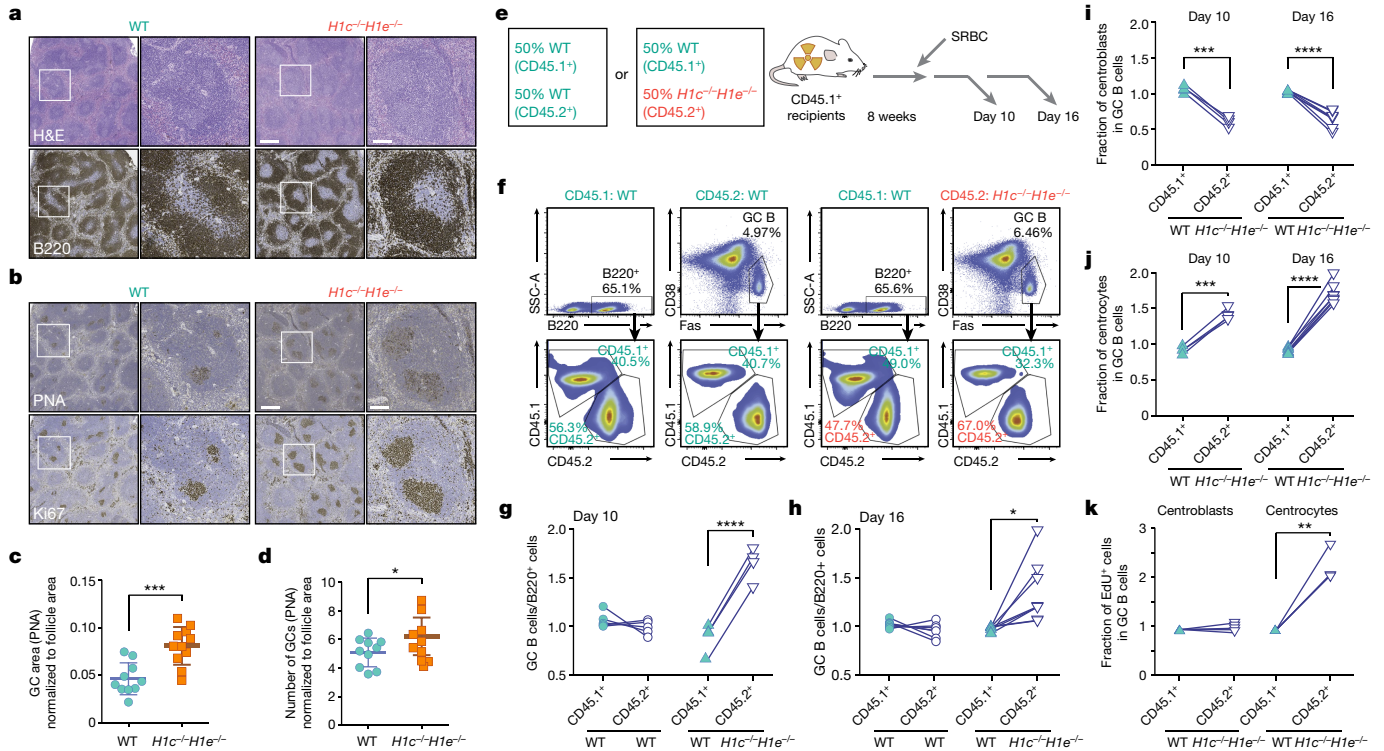 a
WT
H1c⁻/⁻H1e⁻/⁻
H&E
B220
b
WT
H1c⁻/⁻H1e⁻/⁻
PNA
Ki67
c
GC area (PNA)
normalized to follicle area
0.15
0.10
0.05
0
***
WT
H1c⁻/⁻H1e⁻/⁻
d
Number of GCs (PNA)
normalized to follicle area
10
8
6
4
2
0
*
WT
H1c⁻/⁻H1e⁻/⁻
e
50% WT
(CD45.1⁺)
50% WT
(CD45.2⁺)
or
50% WT
(CD45.1⁺)
50% H1c⁻/⁻H1e⁻/⁻
(CD45.2⁺)
CD45.1⁺
recipients
8 weeks
SRBC
Day 10
Day 16
f
CD45.1: WT
CD45.2: WT
CD45.1: WT
CD45.2: H1c⁻/⁻H1e⁻/⁻
SSC-A
B220⁺
65.1%
B220
CD38
GC B
4.97%
Fas
SSC-A
B220⁺
65.6%
B220
CD38
GC B
6.46%
Fas
CD45.1
CD45.1⁺
40.5%
56.3%
CD45.2⁺
CD45.2
CD45.1
CD45.1⁺
40.7%
58.9%
CD45.2⁺
CD45.2
CD45.1
CD45.1⁺
47.7%
CD45.2⁺
CD45.2
CD45.1
CD45.1⁺
32.3%
67.0%
CD45.2⁺
CD45.2
g
Day 10
GC B cells/B220⁺ cells
2.0
1.5
1.0
0.5
****
CD45.1⁺
CD45.2⁺
CD45.1⁺
CD45.2⁺
WT
WT
WT
H1c⁻/⁻H1e⁻/⁻
h
Day 16
GC B cells/B220+ cells
2.0
1.5
1.0
0.5
*
CD45.1⁺
CD45.2⁺
CD45.1⁺
CD45.2⁺
WT
WT
WT
H1c⁻/⁻H1e⁻/⁻
i
Day 10
Day 16
Fraction of centroblasts
in GC B cells
2.0
1.5
1.0
0.5
0
***
****
CD45.1⁺
CD45.2⁺
CD45.1⁺
CD45.2⁺
WT H1c⁻/⁻H1e⁻/⁻
WT H1c⁻/⁻H1e⁻/⁻
j
Day 10
Day 16
Fraction of centrocytes
in GC B cells
2.0
1.5
1.0
0.5
0
***
****
CD45.1⁺
CD45.2⁺
CD45.1⁺
CD45.2⁺
WT H1c⁻/⁻H1e⁻/⁻
WT H1c⁻/⁻H1e⁻/⁻
k
Centroblasts
Centrocytes
Fraction of EdU⁺ cells
in GC B cells
3
2
1
0
**
CD45.1⁺
CD45.2⁺
CD45.1⁺
CD45.2⁺
WT H1c⁻/⁻H1e⁻/⁻
WT H1c⁻/⁻H1e⁻/⁻